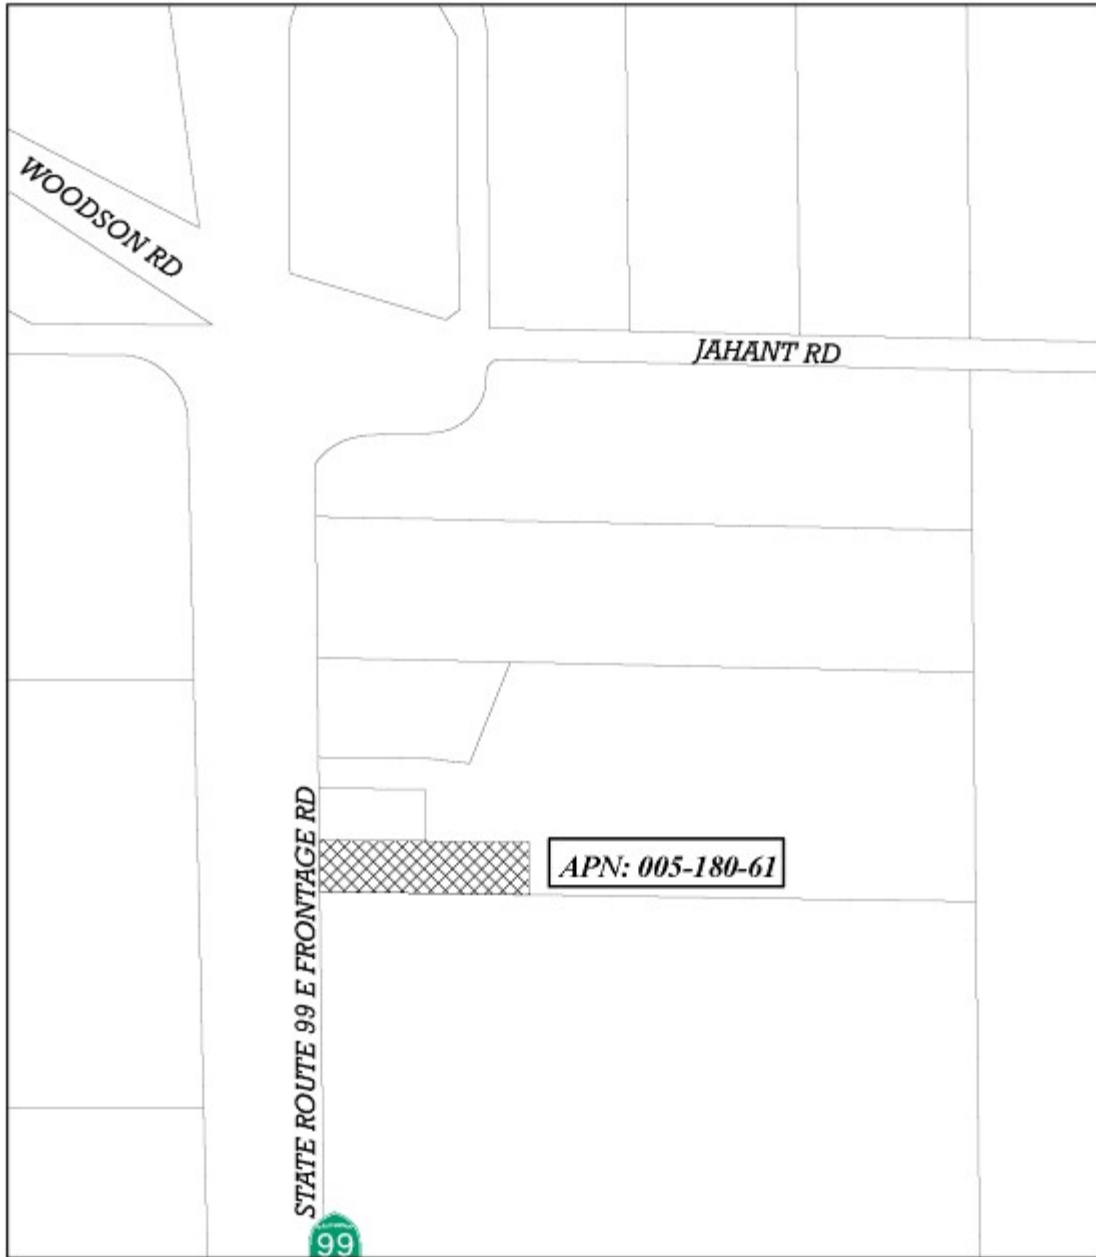 WOODSON RD
JAHANT RD
APN: 005-180-61
STATE ROUTE 99 E FRONTAGE RD
99